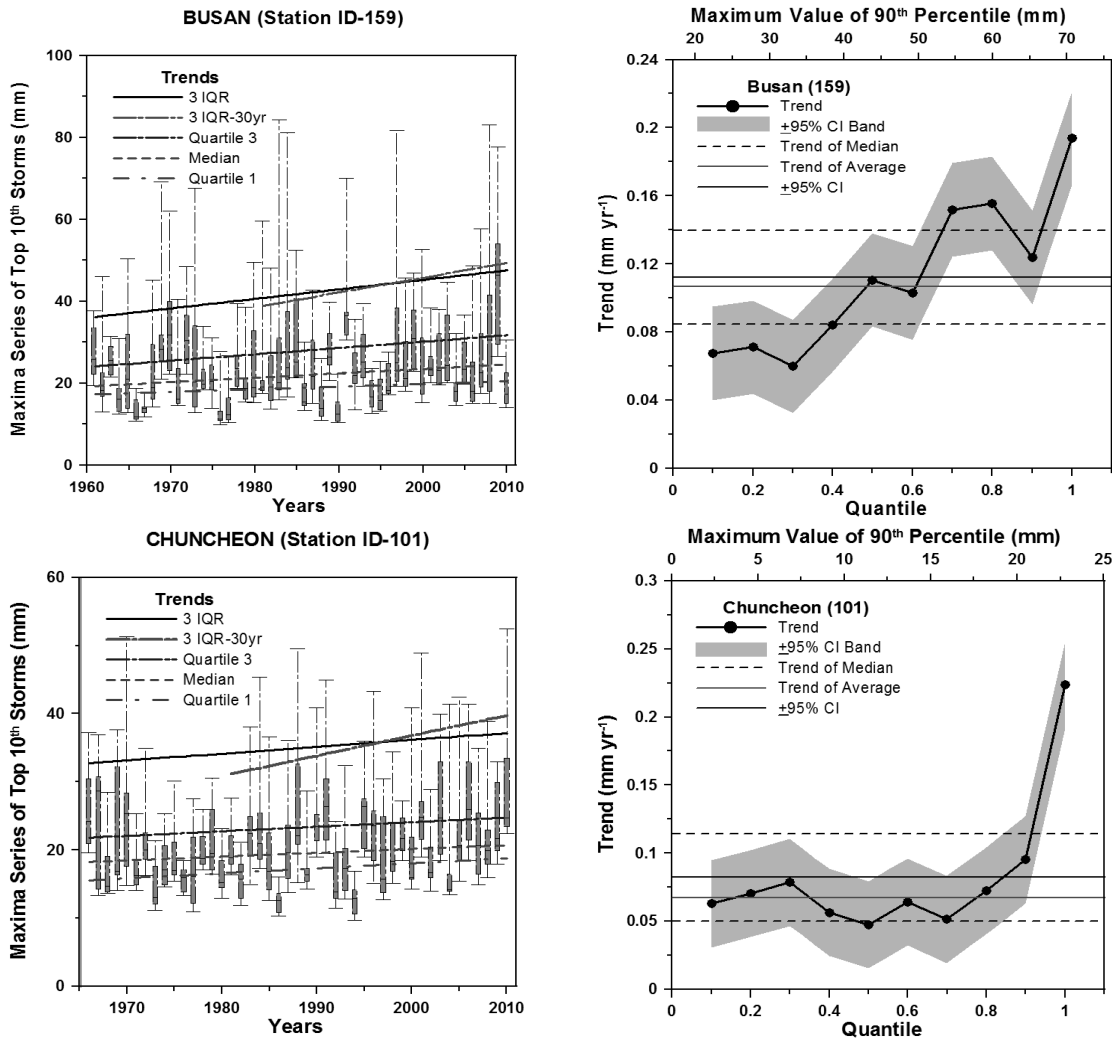 BUSAN (Station ID-159)
Maxima Series of Top 10th Storms (mm)
100
80
60
40
20
0
Trends
3 IQR
3 IQR-30yr
Quartile 3
Median
Quartile 1
1960 1970 1980 1990 2000 2010
Years
Maximum Value of 90th Percentile (mm)
20 30 40 50 60 70
Trend (mm yr-1)
0.24
0.2
0.16
0.12
0.08
0.04
0
Busan (159)
Trend
+95% CI Band
Trend of Median
Trend of Average
+95% CI
0 0.2 0.4 0.6 0.8 1
Quantile
CHUNCHEON (Station ID-101)
Maxima Series of Top 10th Storms (mm)
60
40
20
0
Trends
3 IQR
3 IQR-30yr
Quartile 3
Median
Quartile 1
1970 1980 1990 2000 2010
Years
Maximum Value of 90th Percentile (mm)
0 5 10 15 20 25
Trend (mm yr-1)
0.3
0.25
0.2
0.15
0.1
0.05
0
Chuncheon (101)
Trend
±95% CI Band
Trend of Median
Trend of Average
±95% CI
0 0.2 0.4 0.6 0.8 1
Quantile